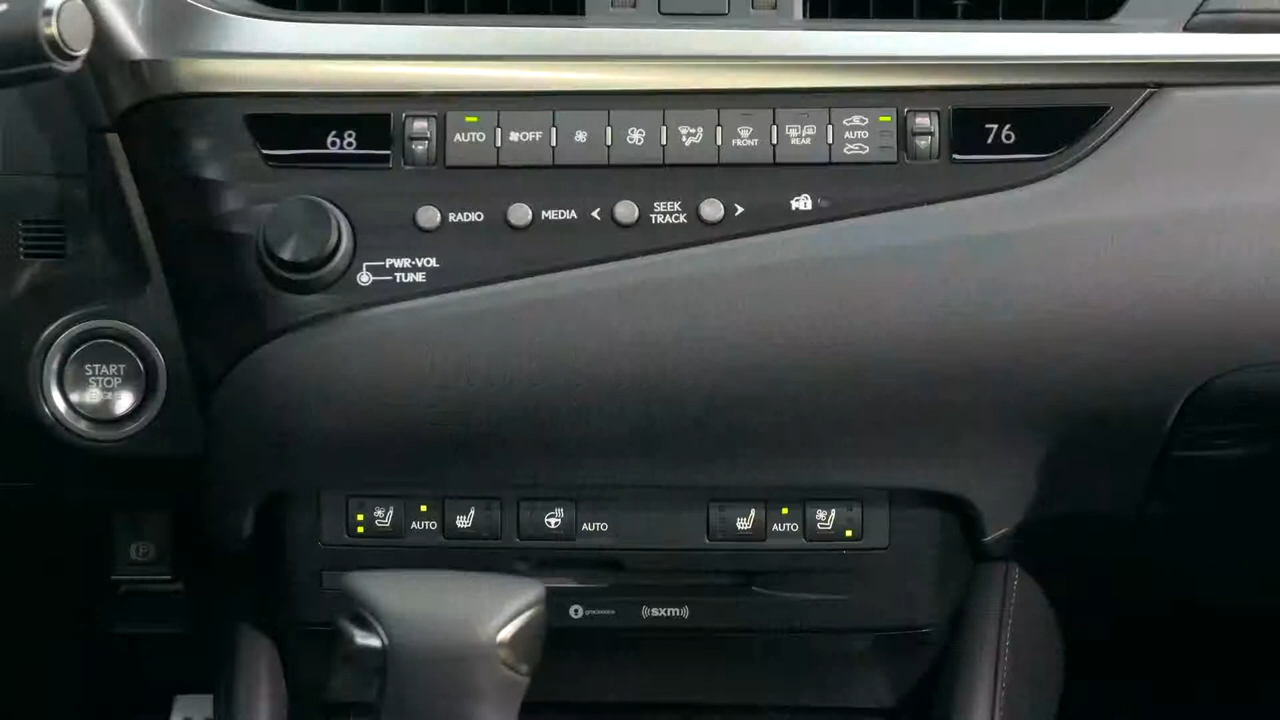 68
AUTO
OFF
FRONT
REAR
AUTO
76
RADIO
MEDIA
SEEK
TRACK
PWR·VOL
TUNE
START
STOP
AUTO
AUTO
AUTO
P
gracenote
((sxm))